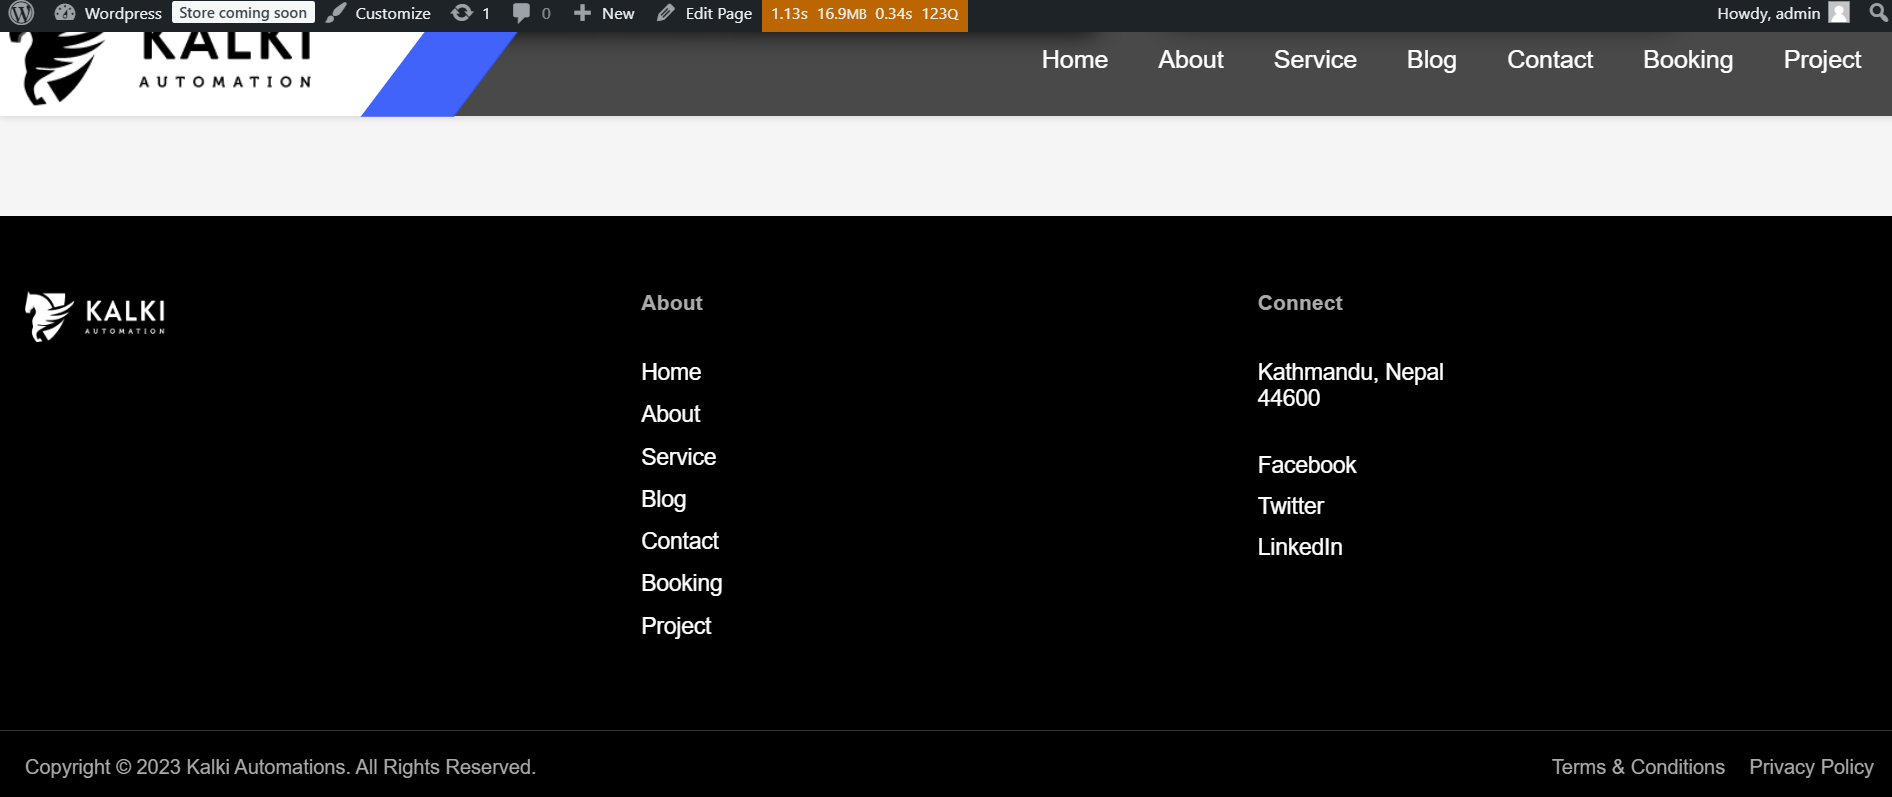 Wordpress Store coming soon Customize 1 0 New Edit Page 1.13s 16.9MB 0.34s 123Q Howdy, admin
KALKI
AUTOMATION
Home About Service Blog Contact Booking Project
KALKI
AUTOMATION
About
Home
About
Service
Blog
Contact
Booking
Project
Connect
Kathmandu, Nepal
44600
Facebook
Twitter
LinkedIn
Copyright © 2023 Kalki Automations. All Rights Reserved.
Terms & Conditions Privacy Policy